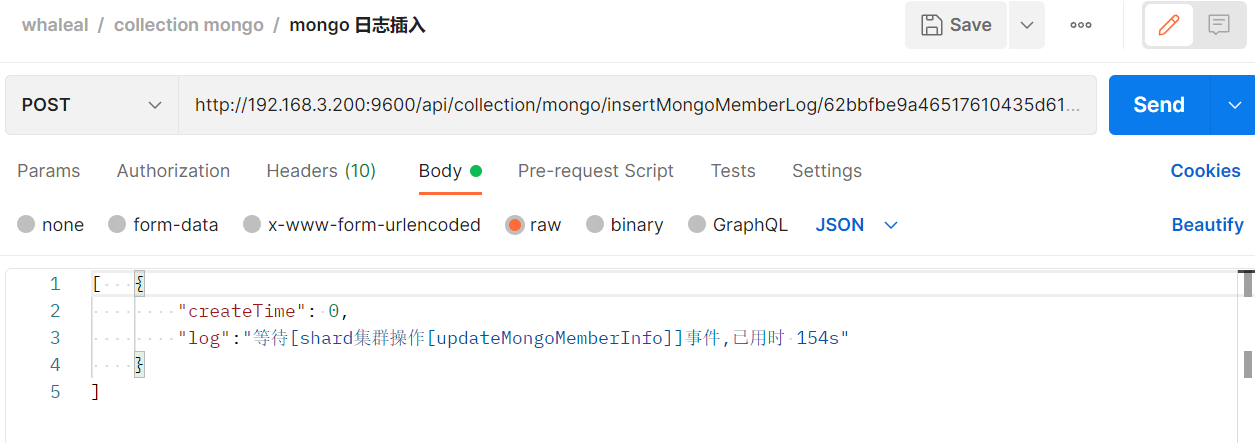 whaleal / collection mongo / mongo 日志插入
Save
POST
http://192.168.3.200:9600/api/collection/mongo/insertMongoMemberLog/62bbfbe9a46517610435d61...
Send
Params Authorization Headers (10) Body Pre-request Script Tests Settings Cookies
none form-data x-www-form-urlencoded raw binary GraphQL JSON Beautify
1 [ {
2 "createTime": 0,
3 "log":"等待[shard集群操作[updateMongoMemberInfo]]事件,已用时 154s"
4 }
5 ]